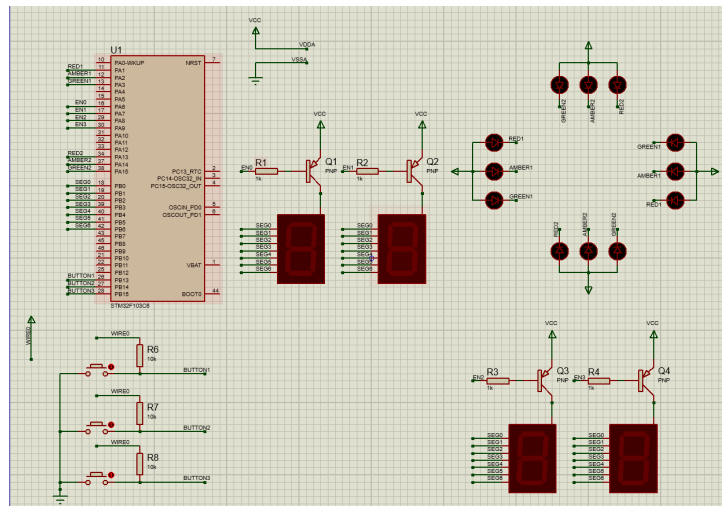 VCC
VDDA
VSSA
U1
10 PA0-WKUP NRST 7
RED1 11 PA1
AMBER1 12 PA2
GREEN1 13 PA3
14 PA4
15 PA5
EN0 16 PA6
EN1 17 PA7
EN2 29 PA8
EN3 30 PA9
31 PA10
32 PA11
33 PA12
RED2 34 PA13
AMBER2 37 PA14
GREEN2 38 PA15
PC13_RTC 2
PC14-OSC32_IN 3
PC15-OSC32_OUT 4
SEG0 18 PB0
SEG1 19 PB1
SEG2 20 PB2
SEG3 39 PB3
SEG4 40 PB4
SEG5 41 PB5
SEG6 42 PB6
43 PB7
45 PB8
46 PB9
21 PB10
22 PB11
25 PB12
BUTTON1 26 PB13
BUTTON2 27 PB14
BUTTON3 28 PB15
OSCIN_PD0 5
OSCOUT_PD1 6
VBAT 1
BOOT0 44
STM32F103C6
VCC
EN0
R1
1k
Q1
PNP
SEG0
SEG1
SEG2
SEG3
SEG4
SEG5
SEG6
VCC
EN1
R2
1k
Q2
PNP
SEG0
SEG1
SEG2
SEG3
SEG4
SEG5
SEG6
GREEN2
AMBER2
RED2
RED1
AMBER1
GREEN1
GREEN1
AMBER1
RED1
RED2
AMBER2
GREEN2
WIRE0
WIRE0
R6
10k
BUTTON1
WIRE0
R7
10k
BUTTON2
WIRE0
R8
10k
BUTTON3
VCC
EN2
R3
1k
Q3
PNP
SEG0
SEG1
SEG2
SEG3
SEG4
SEG5
SEG6
VCC
EN3
R4
1k
Q4
PNP
SEG0
SEG1
SEG2
SEG3
SEG4
SEG5
SEG6